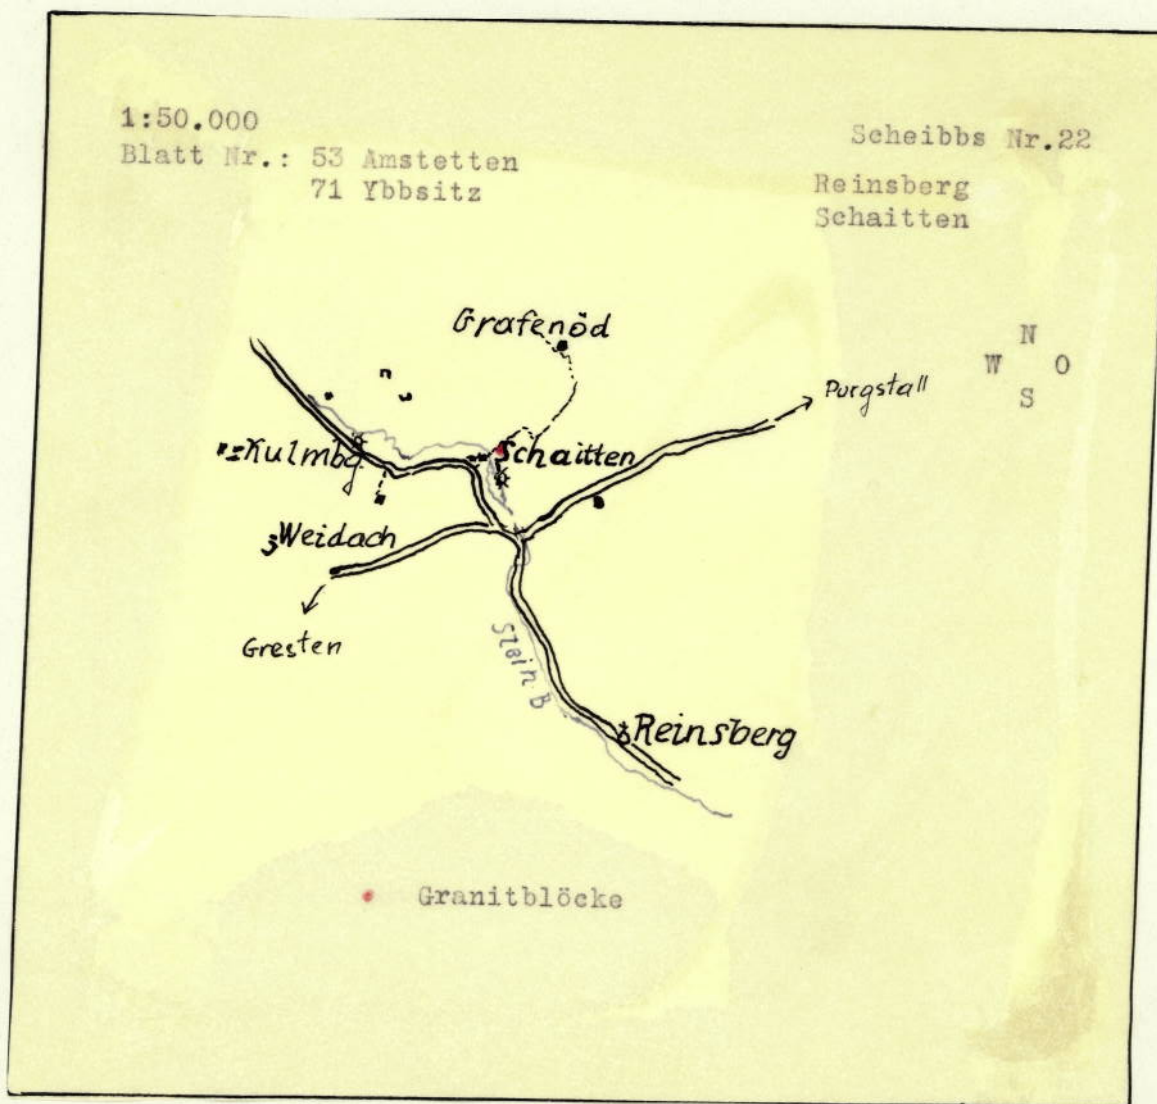 1:50.000
Scheibbs Nr.22
Blatt Nr.: 53 Amstetten
71 Ybbsitz
Reinsberg
Schaitten
Grafenöd
N
W O
S
Purgstall
Kulmbg
Schaitten
Weidach
Gresten
Stein. B
Reinsberg
Granitblöcke